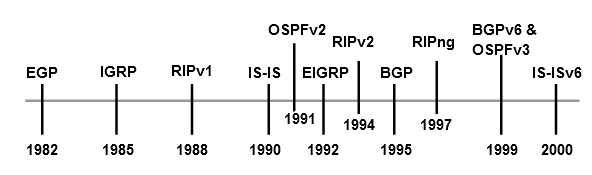 OSPFv2
RIPv2
RIPng
BGPv6 &
OSPFv3
EGP
IGRP
RIPv1
IS-IS
EIGRP
BGP
IS-ISv6
1982
1985
1988
1990
1991
1992
1994
1995
1997
1999
2000